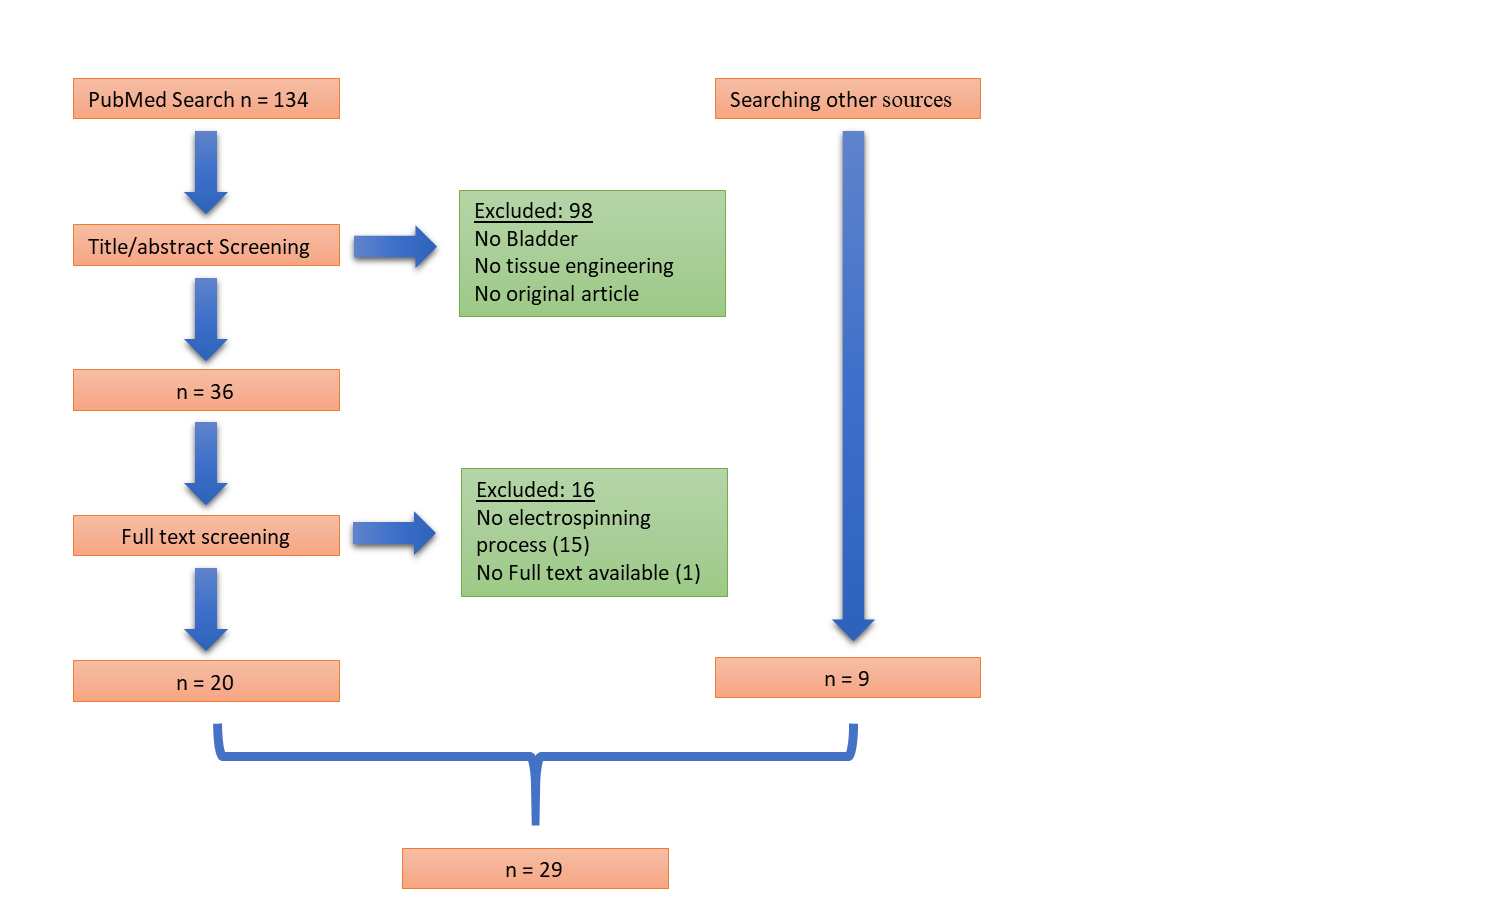 PubMed Search n = 134
Searching other sources
Title/abstract Screening
Excluded: 98
No Bladder
No tissue engineering
No original article
n = 36
Full text screening
Excluded: 16
No electrospinning
process (15)
No Full text available (1)
n = 20
n = 9
n = 29